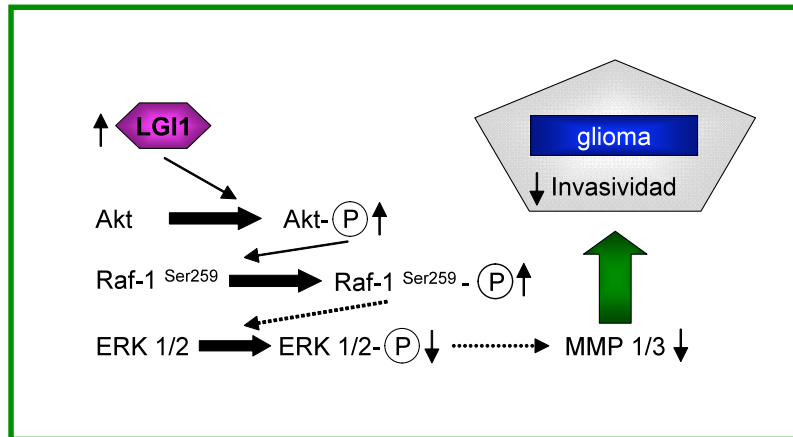 LGI1
glioma
Invasividad
Akt Akt- P
Raf-1 Ser259 Raf-1 Ser259 - P
ERK 1/2 ERK 1/2- P MMP 1/3